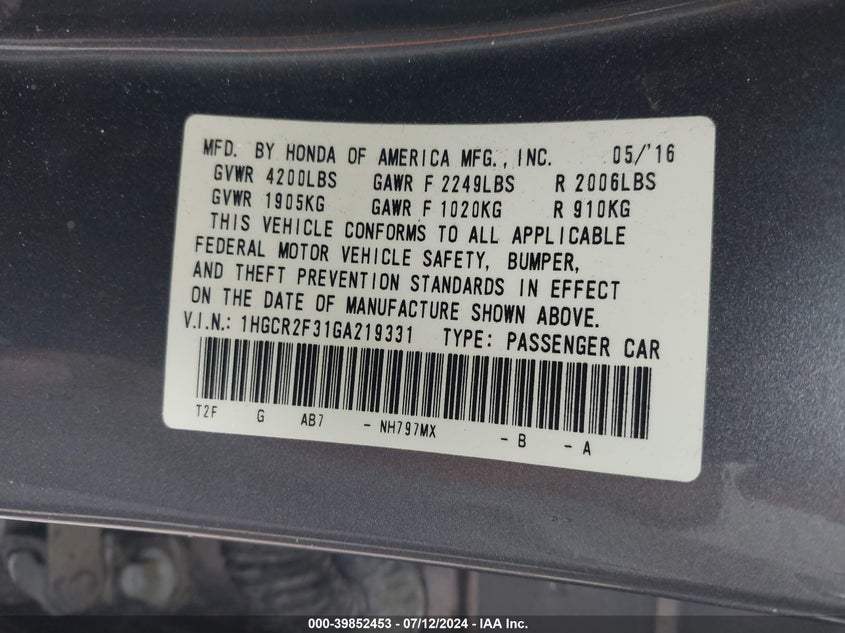 MFD. BY HONDA OF AMERICA MFG., INC. 05/'16
GVWR 4200LBS GAWR F 2249LBS R 2006LBS
GVWR 1905KG GAWR F 1020KG R 910KG
THIS VEHICLE CONFORMS TO ALL APPLICABLE
FEDERAL MOTOR VEHICLE SAFETY, BUMPER,
AND THEFT PREVENTION STANDARDS IN EFFECT
ON THE DATE OF MANUFACTURE SHOWN ABOVE.
V.I.N.: 1HGCR2F31GA219331 TYPE: PASSENGER CAR
T2F G AB7 - NH797MX - B - A
000-39852453 - 07/12/2024 - IAA Inc.